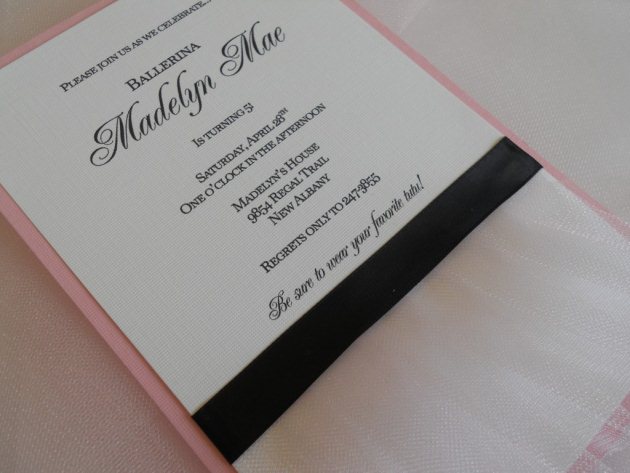 PLEASE JOIN US AS WE CELEBRATE...
BALLERINA
Madelyn Mae
IS TURNING 5!
SATURDAY, APRIL 28TH
ONE O'CLOCK IN THE AFTERNOON
MADELYN'S HOUSE
9854 REGAL TRAIL
NEW ALBANY
REGRETS ONLY TO 247-3855
Be sure to wear your favorite tutu!